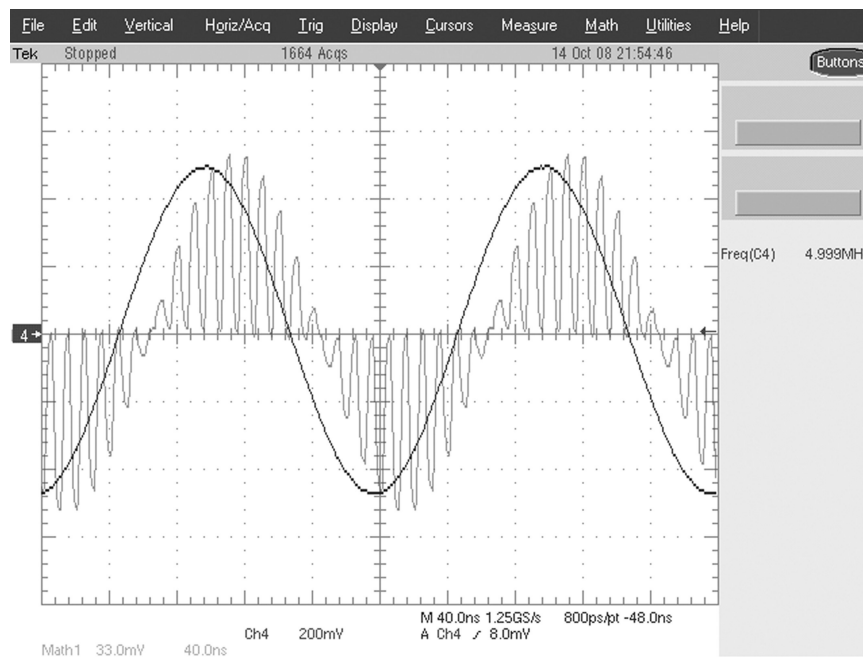 File Edit Vertical Horiz/Acq Trig Display Cursors Measure Math Utilities Help
Tek Stopped 1664 Acqs 14 Oct 08 21:54:46
Buttons
Freq(C4) 4.999MH
4
M 40.0ns 1.25GS/s 800ps/pt -48.0ns
Ch4 200mV A Ch4 / 8.0mV
Math1 33.0mV 40.0ns